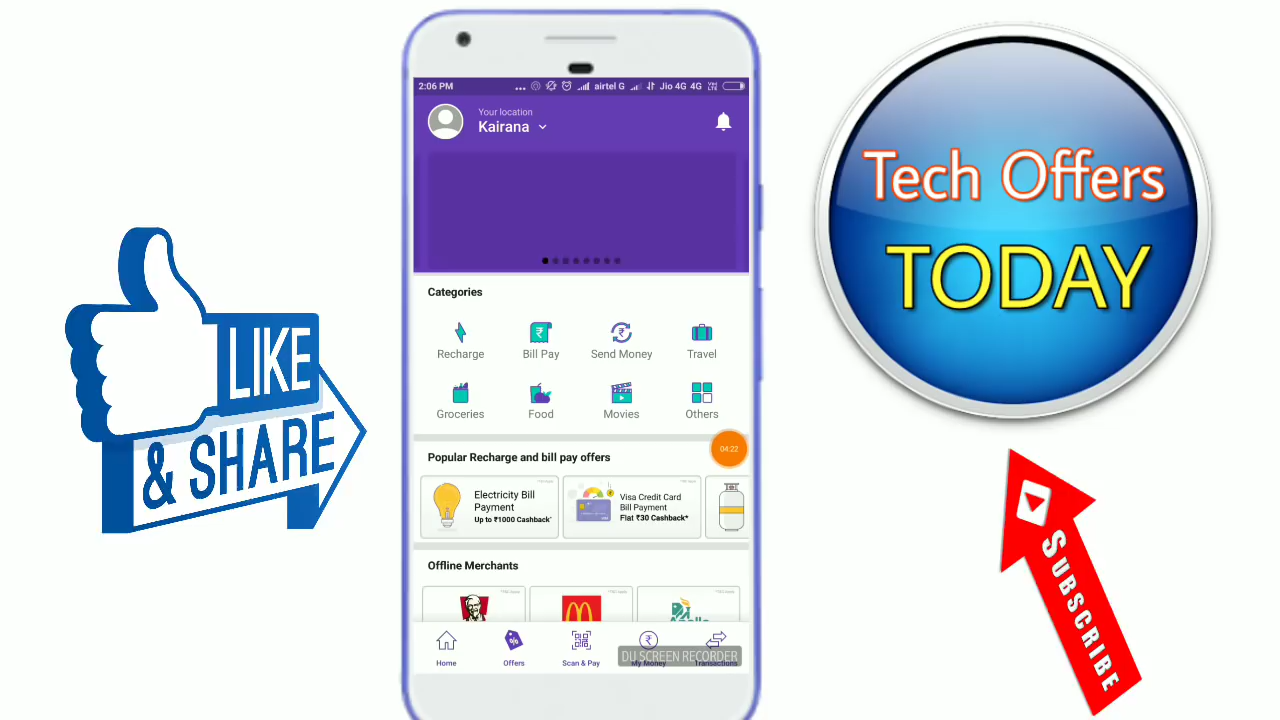 2:06 PM
airtel G
Jio 4G 4G
Your location
Kairana
Tech Offers
TODAY
LIKE
& SHARE
Categories
Recharge
Bill Pay
Send Money
Travel
Groceries
Food
Movies
Others
04:22
Popular Recharge and bill pay offers
Electricity Bill
Payment
Up to ₹1000 Cashback*
Visa Credit Card
Bill Payment
Flat ₹30 Cashback*
Offline Merchants
Home
Offers
Scan & Pay
My Money
Transactions
DU SCREEN RECORDER
SUBSCRIBE